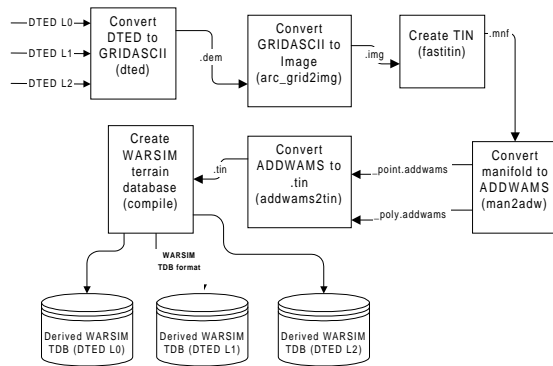 DTED L0
DTED L1
DTED L2
Convert
DTED to
GRIDASCII
(dted)
.dem
Convert
GRIDASCII to
Image
(arc_grid2img)
.img
Create TIN
(fastitin)
.mnf
Convert
manifold to
ADDWAMS
(man2adw)
_point.addwams
_poly.addwams
Convert
ADDWAMS to
.tin
(addwams2tin)
.tin
Create
WARSIM
terrain
database
(compile)
WARSIM
TDB format
Derived WARSIM
TDB (DTED L0)
Derived WARSIM
TDB (DTED L1)
Derived WARSIM
TDB (DTED L2)